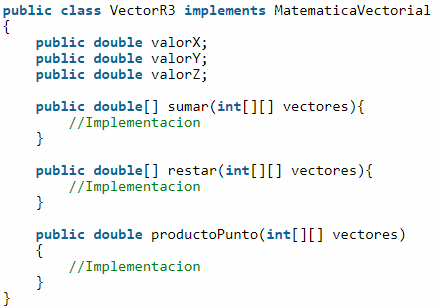 public class VectorR3 implements MatematicaVectorial
{
    public double valorX;
    public double valorY;
    public double valorZ;

    public double[] sumar(int[][] vectores){
        //Implementacion
    }

    public double[] restar(int[][] vectores){
        //Implementacion
    }

    public double productoPunto(int[][] vectores)
    {
        //Implementacion
    }
}